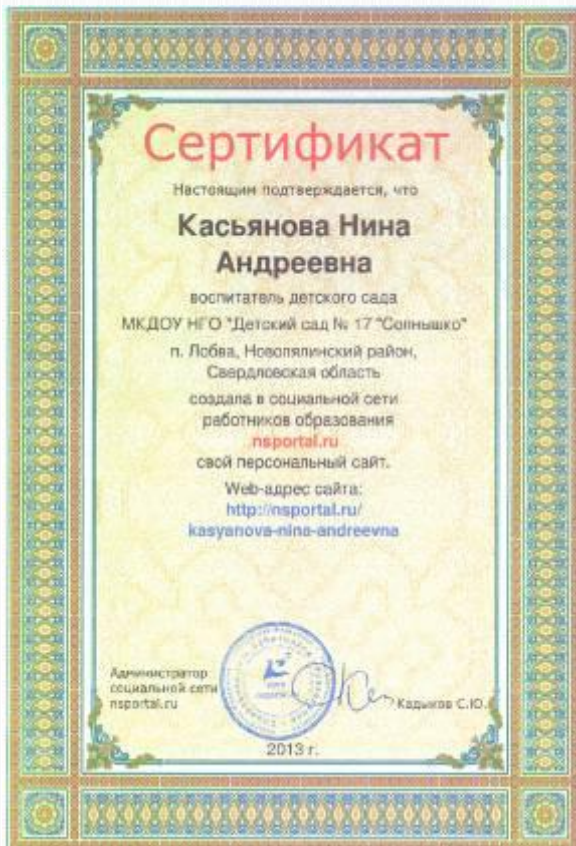 Сертификат
Настоящим подтверждается, что
Касьянова Нина
Андреевна
воспитатель детского сада
МКДОУ НГО "Детский сад № 17 "Солнышко"
п. Лобва, Новолялинский район,
Свердловская область
создала в социальной сети
работников образования
nsportal.ru
свой персональный сайт.
Web-адрес сайта:
http://nsportal.ru/
kasyanova-nina-andreevna
Администратор
социальной сети
nsportal.ru
Кадыков С.Ю.
2013 г.